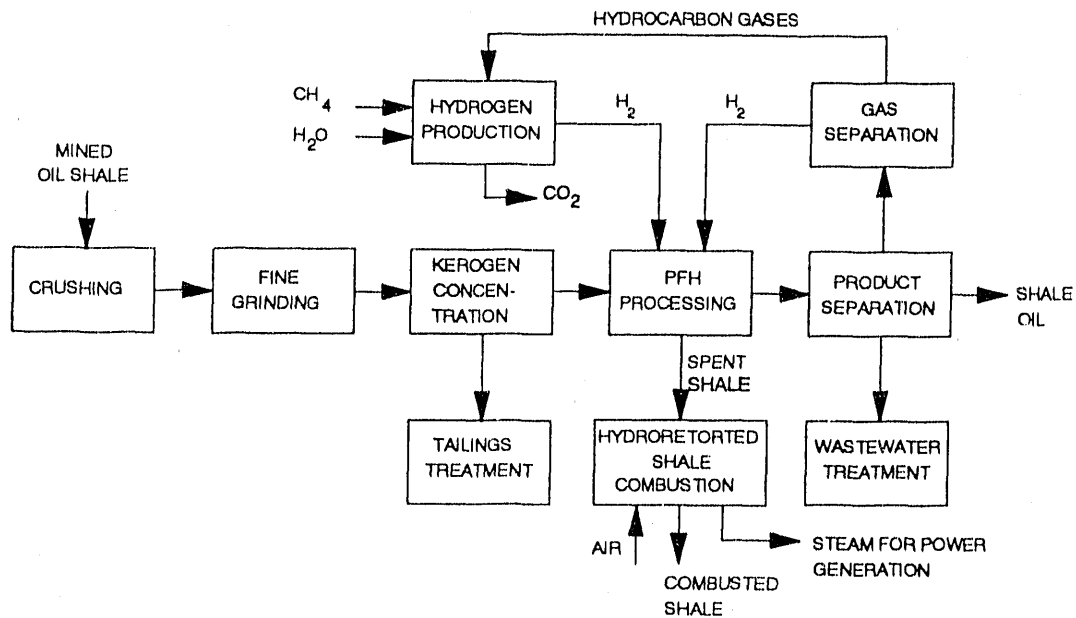 HYDROCARBON GASES
CH4
H2O
HYDROGEN
PRODUCTION
H2
H2
GAS
SEPARATION
CO2
MINED
OIL SHALE
CRUSHING
FINE
GRINDING
KEROGEN
CONCEN-
TRATION
PFH
PROCESSING
PRODUCT
SEPARATION
SHALE
OIL
SPENT
SHALE
TAILINGS
TREATMENT
HYDRORETORTED
SHALE
COMBUSTION
WASTEWATER
TREATMENT
AIR
COMBUSTED
SHALE
STEAM FOR POWER
GENERATION